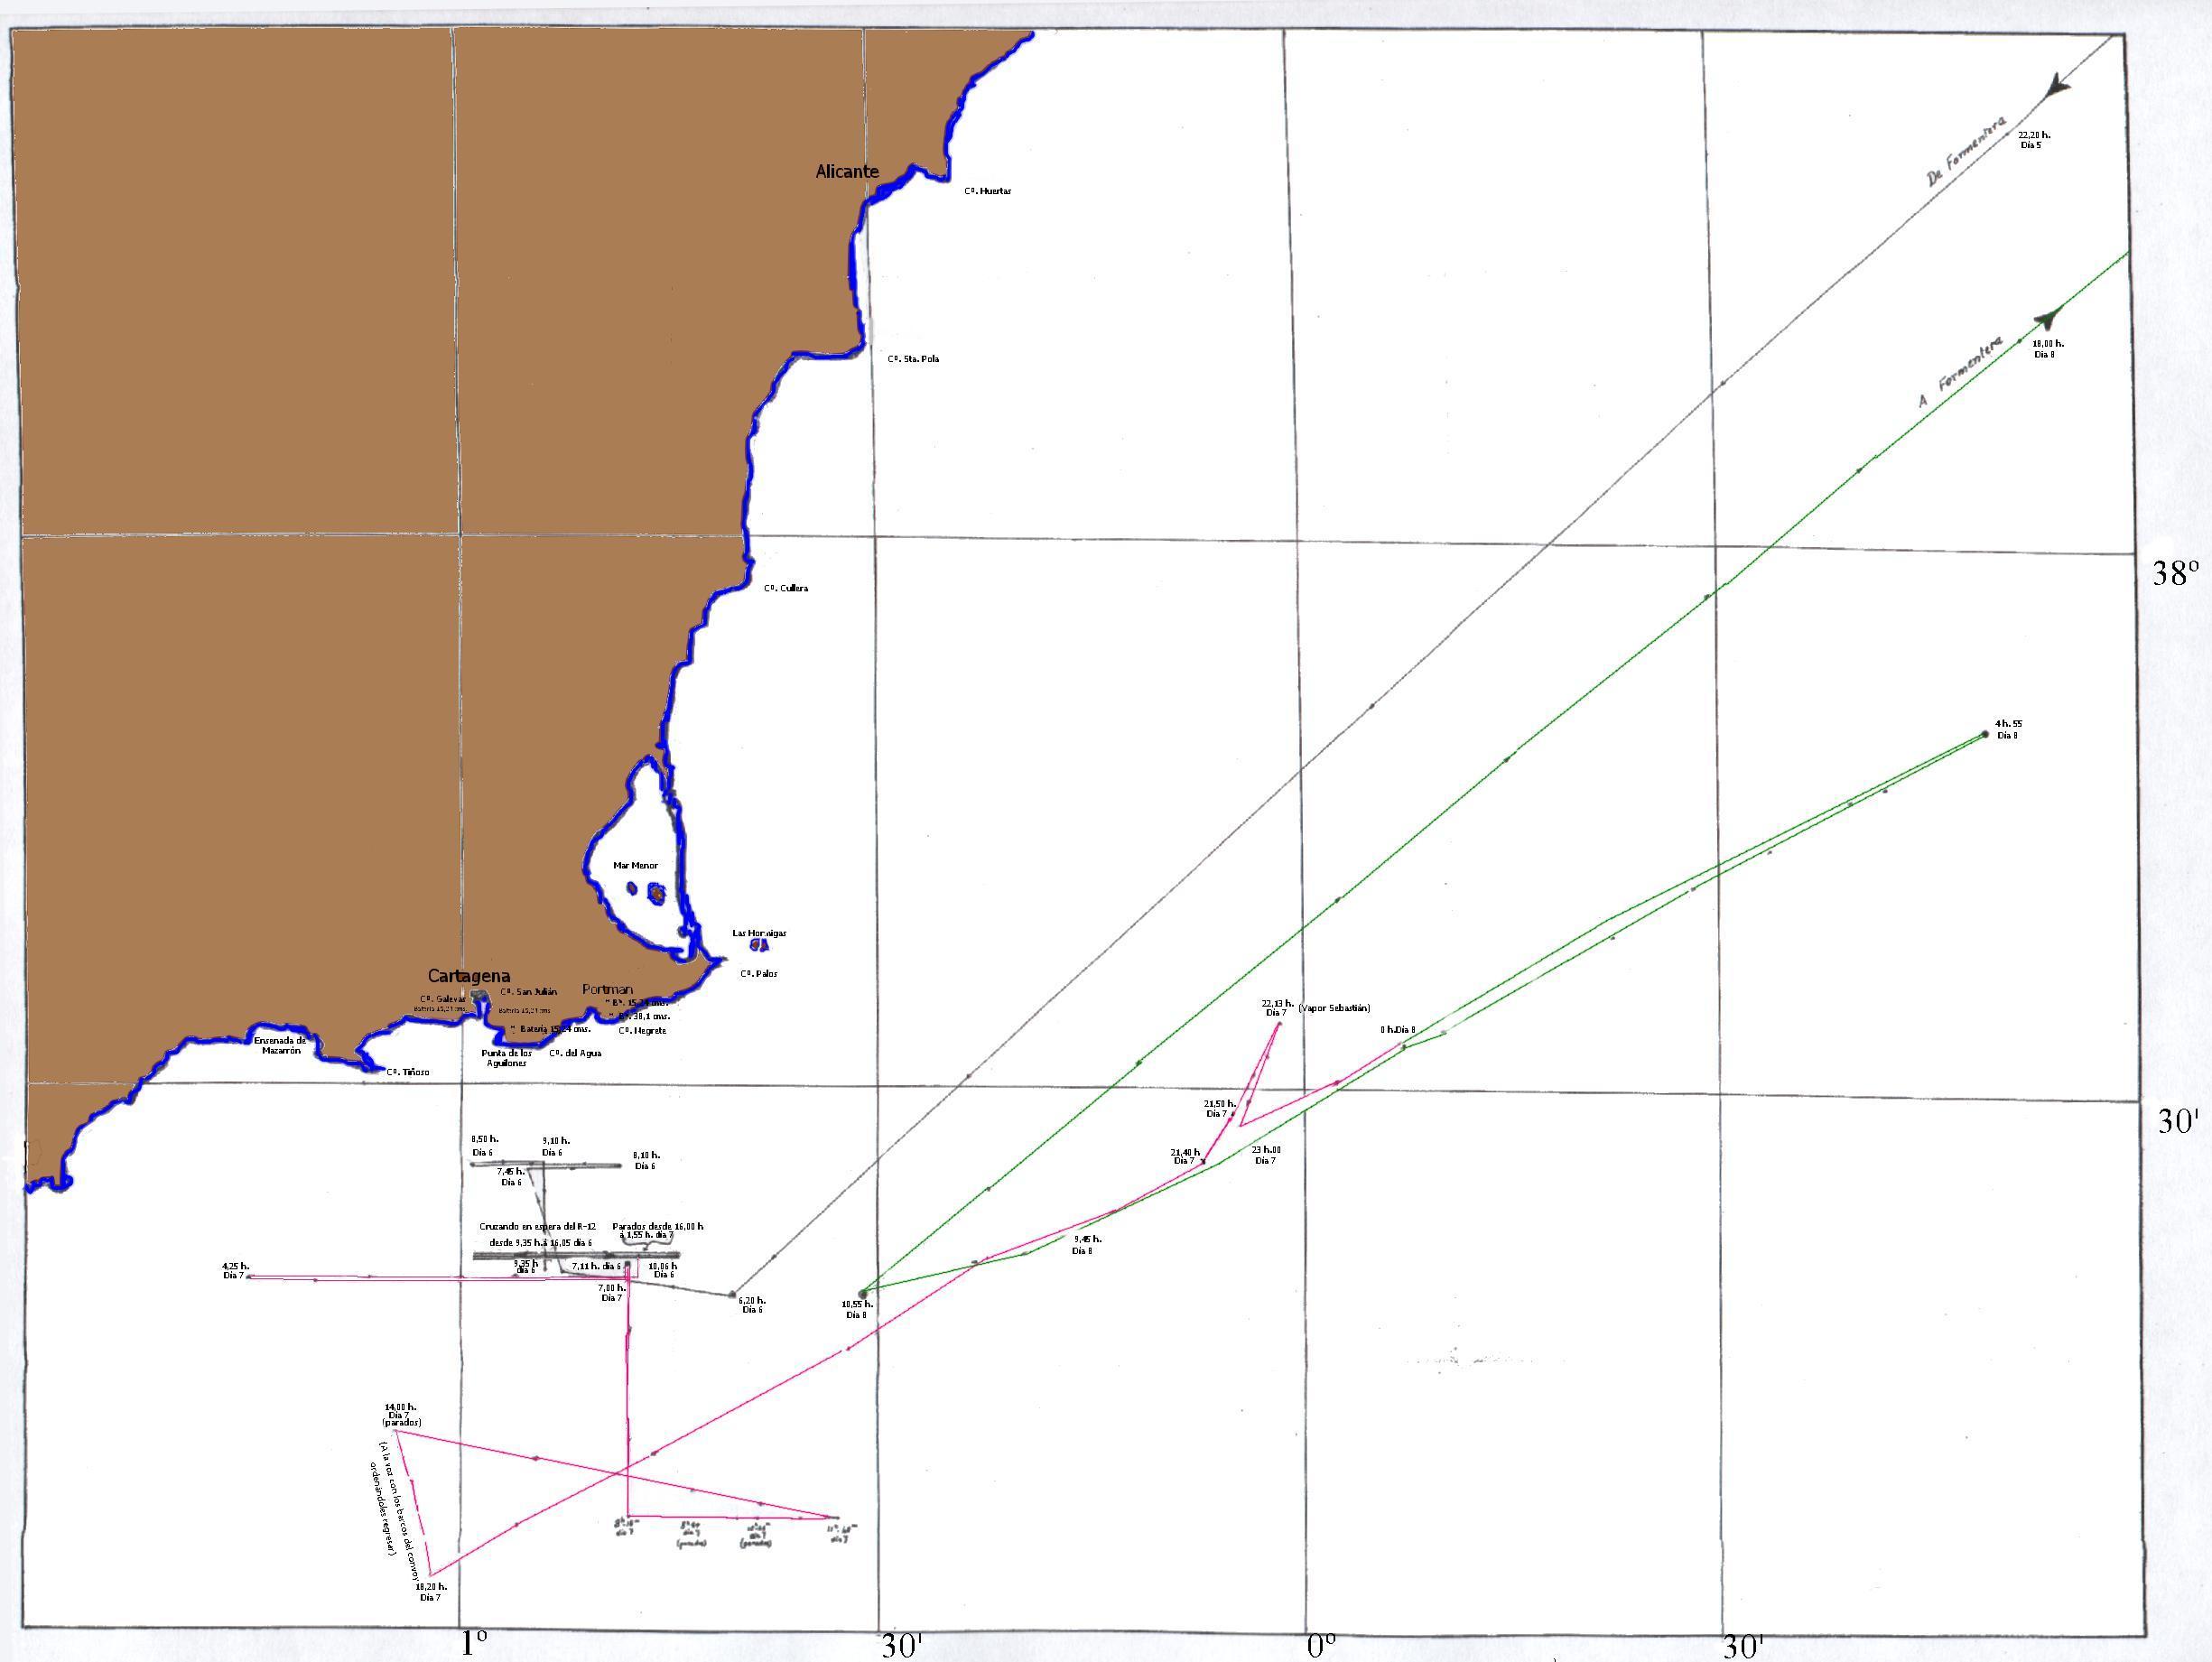 De Formentera
22,20 h.
Día 5
Alicante
Cº. Huertas
A Formentera
18,00 h.
Día 8
Cº. Sta. Pola
38º
Cº. Cullera
4 h. 55
Día 8
Mar Menor
Las Hormigas
Cº. Palos
Cartagena
Cº. San Julián
Portman
Cº. Galeras
Batería 15,24 cms.
Batería 15,24 cms.
" Bª. 15,24 cms.
" Bª. 38,1 cms.
" Batería 15,24 cms.
Cº. Negrete
Ensenada de
Mazarrón
Punta de los
Aguilones
Cº. del Agua
Cº. Tiñoso
22,13 h.
Día 7
(Vapor Sebastián)
0 h. Día 8
21,50 h.
Día 7
30'
21,40 h.
Día 7
23 h.00
Día 7
8,50 h.
Día 6
9,10 h.
Día 6
8,10 h.
Día 6
7,45 h.
Día 6
Cruzando en espera del R-12
desde 9,35 h. á 16,05 día 6
Parados desde 16,00 h
á 1,55 h. día 7
9,45 h.
Día 8
4,25 h.
Día 7
9,35 h
día 6
7,11 h. día 6
10,06 h
Día 6
7,00 h.
Día 7
6,20 h.
Día 6
10,55 h.
Día 8
14,00 h.
Día 7
(parados)
(A la voz con los barcos del convoy
ordenándoles regresar)
día 7
día 7
(parados)
día 7
(parados)
día 7
18,20 h.
Día 7
1º
30'
0º
30'